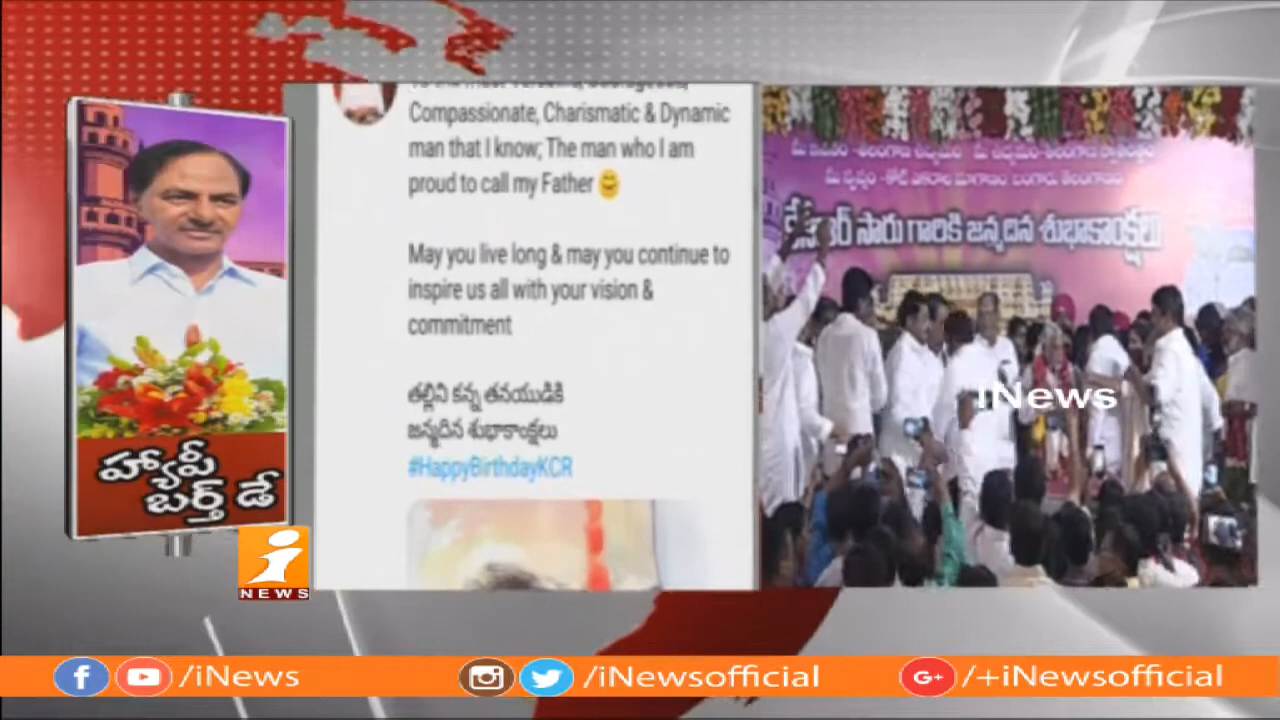 Compassionate, Charismatic & Dynamic
man that I know; The man who I am
proud to call my Father
May you live long & may you continue to
inspire us all with your vision &
commitment
తల్లిని కన్న తనయుడికి
జన్మదిన శుభాకాంక్షలు
#HappyBirthdayKCR
హ్యాపీ
బర్త్ డే
సారు గారికి జన్మదిన శుభాకాంక్షలు
iNews
i
NEWS
/iNews
/iNewsofficial
/+iNewsofficial